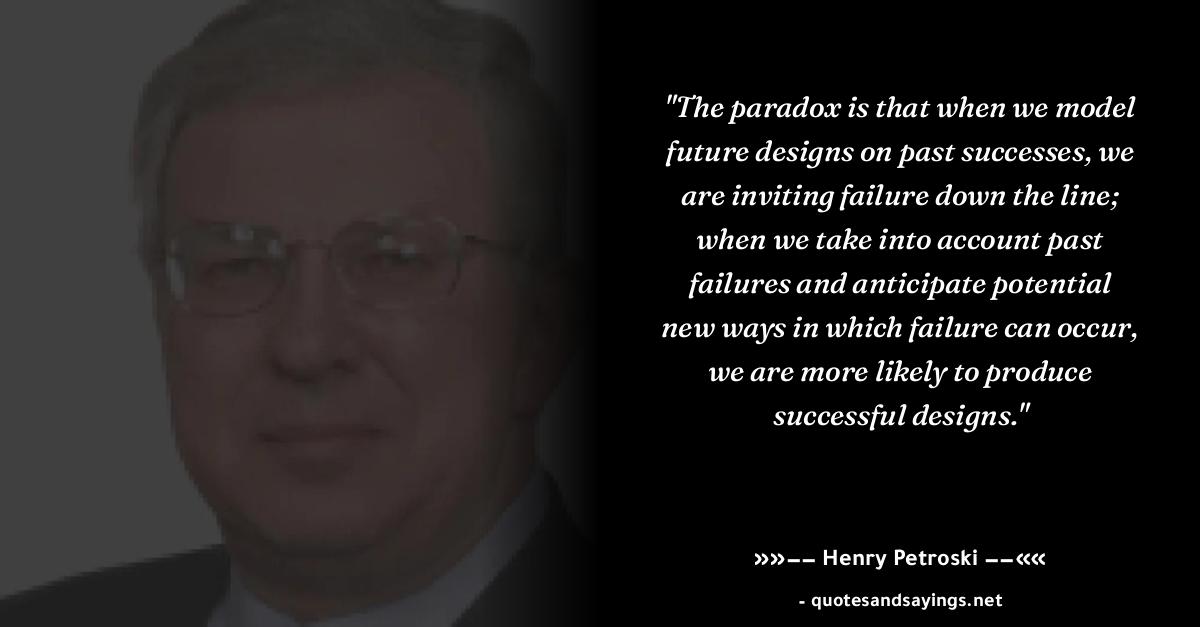 "The paradox is that when we model
future designs on past successes, we
are inviting failure down the line;
when we take into account past
failures and anticipate potential
new ways in which failure can occur,
we are more likely to produce
successful designs."
»»−− Henry Petroski −−««
- quotesandsayings.net